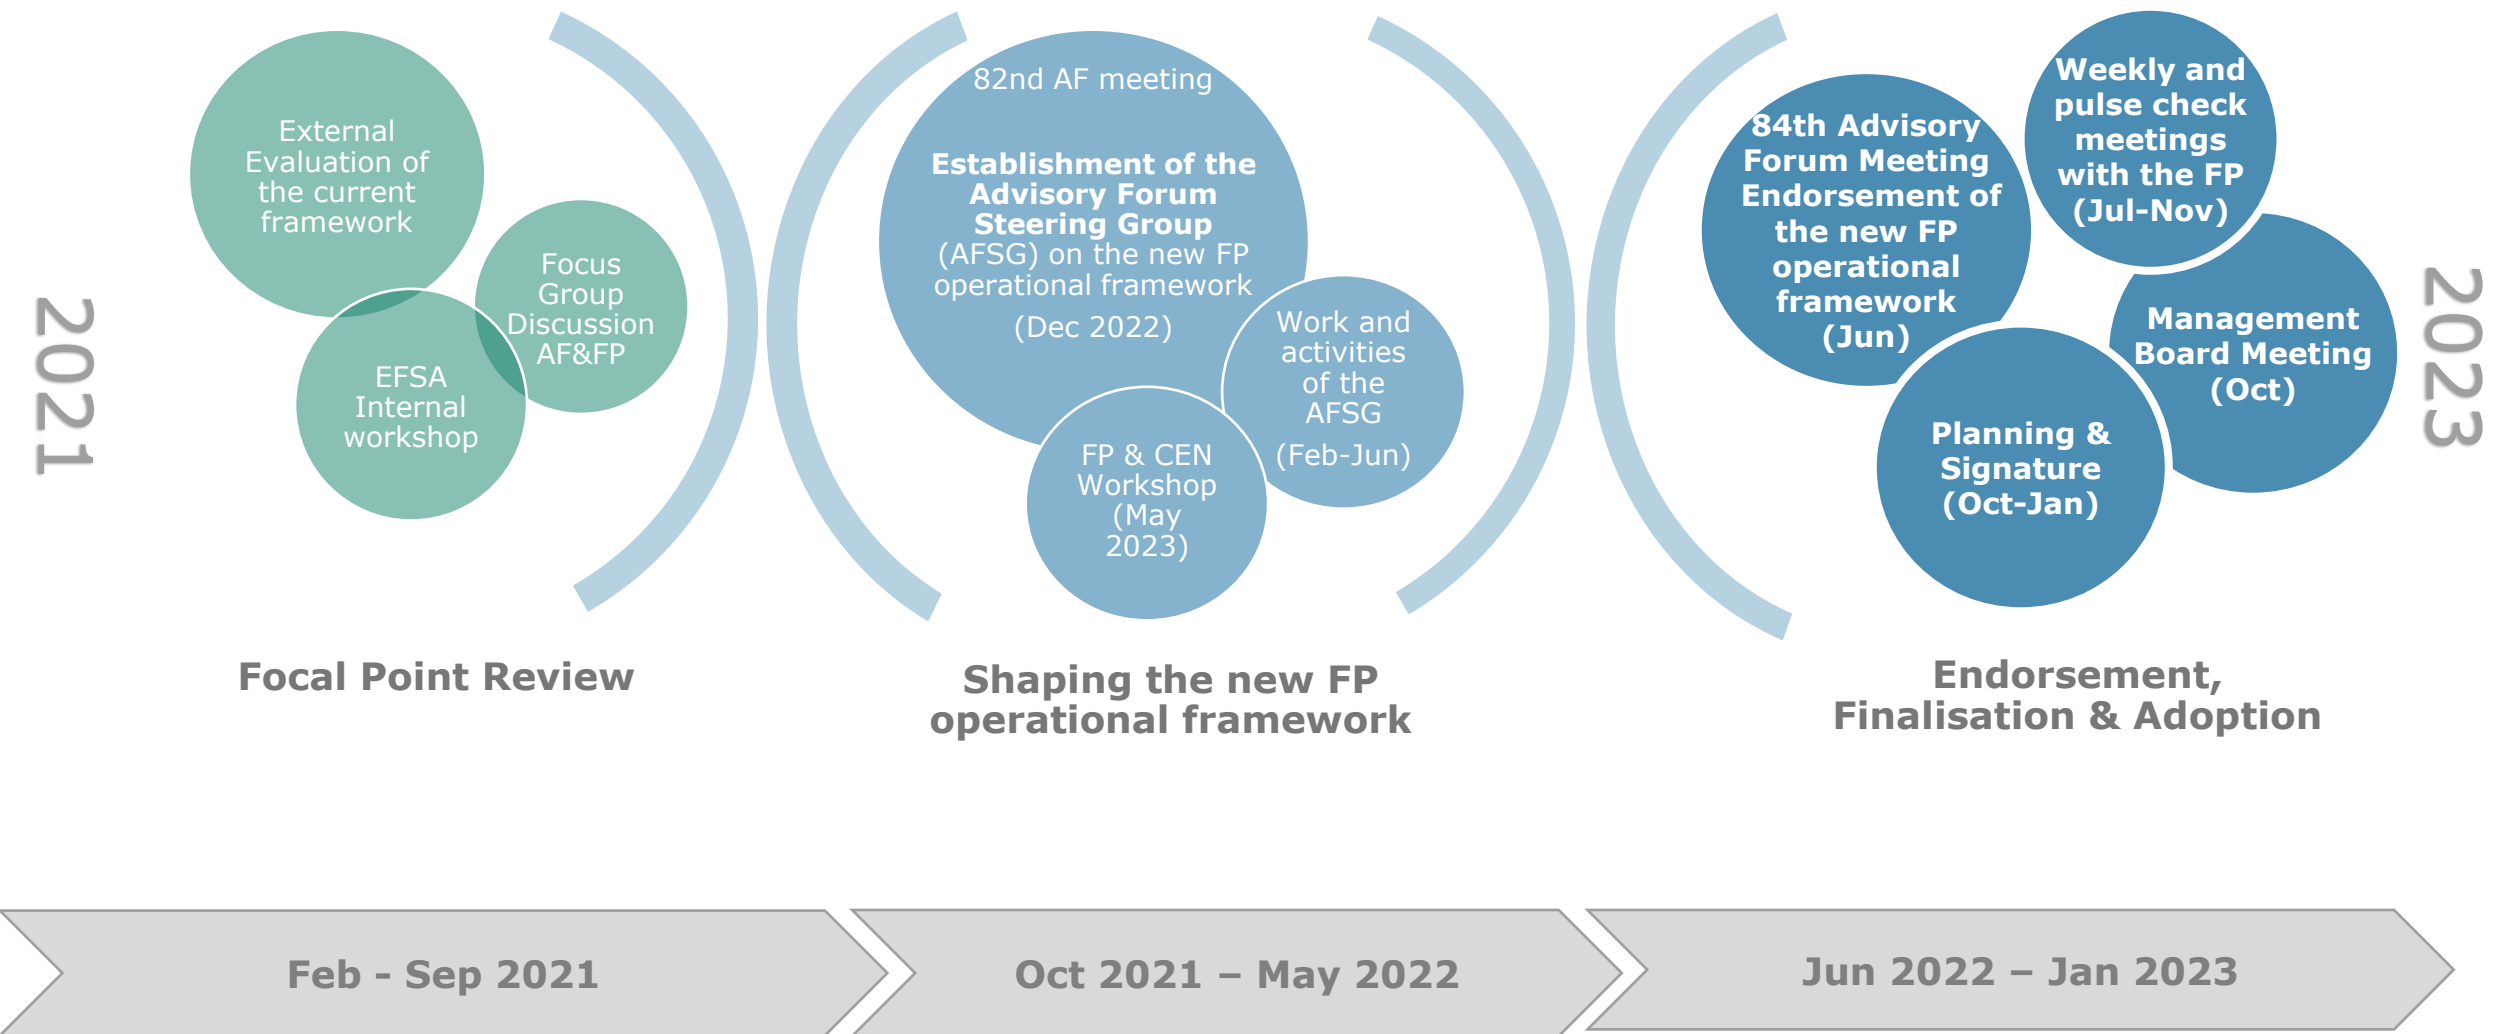 2021
External
Evaluation of
the current
framework
Focus
Group
Discussion
AF&FP
EFSA
Internal
workshop
Focal Point Review
82nd AF meeting
Establishment of the
Advisory Forum
Steering Group
(AFSG) on the new FP
operational framework
(Dec 2022)
Work and
activities
of the
AFSG
(Feb-Jun)
FP & CEN
Workshop
(May
2023)
Shaping the new FP
operational framework
84th Advisory
Forum Meeting
Endorsement of
the new FP
operational
framework
(Jun)
Weekly and
pulse check
meetings
with the FP
(Jul-Nov)
Management
Board Meeting
(Oct)
Planning &
Signature
(Oct-Jan)
Endorsement,
Finalisation & Adoption
2023
Feb - Sep 2021
Oct 2021 – May 2022
Jun 2022 – Jan 2023